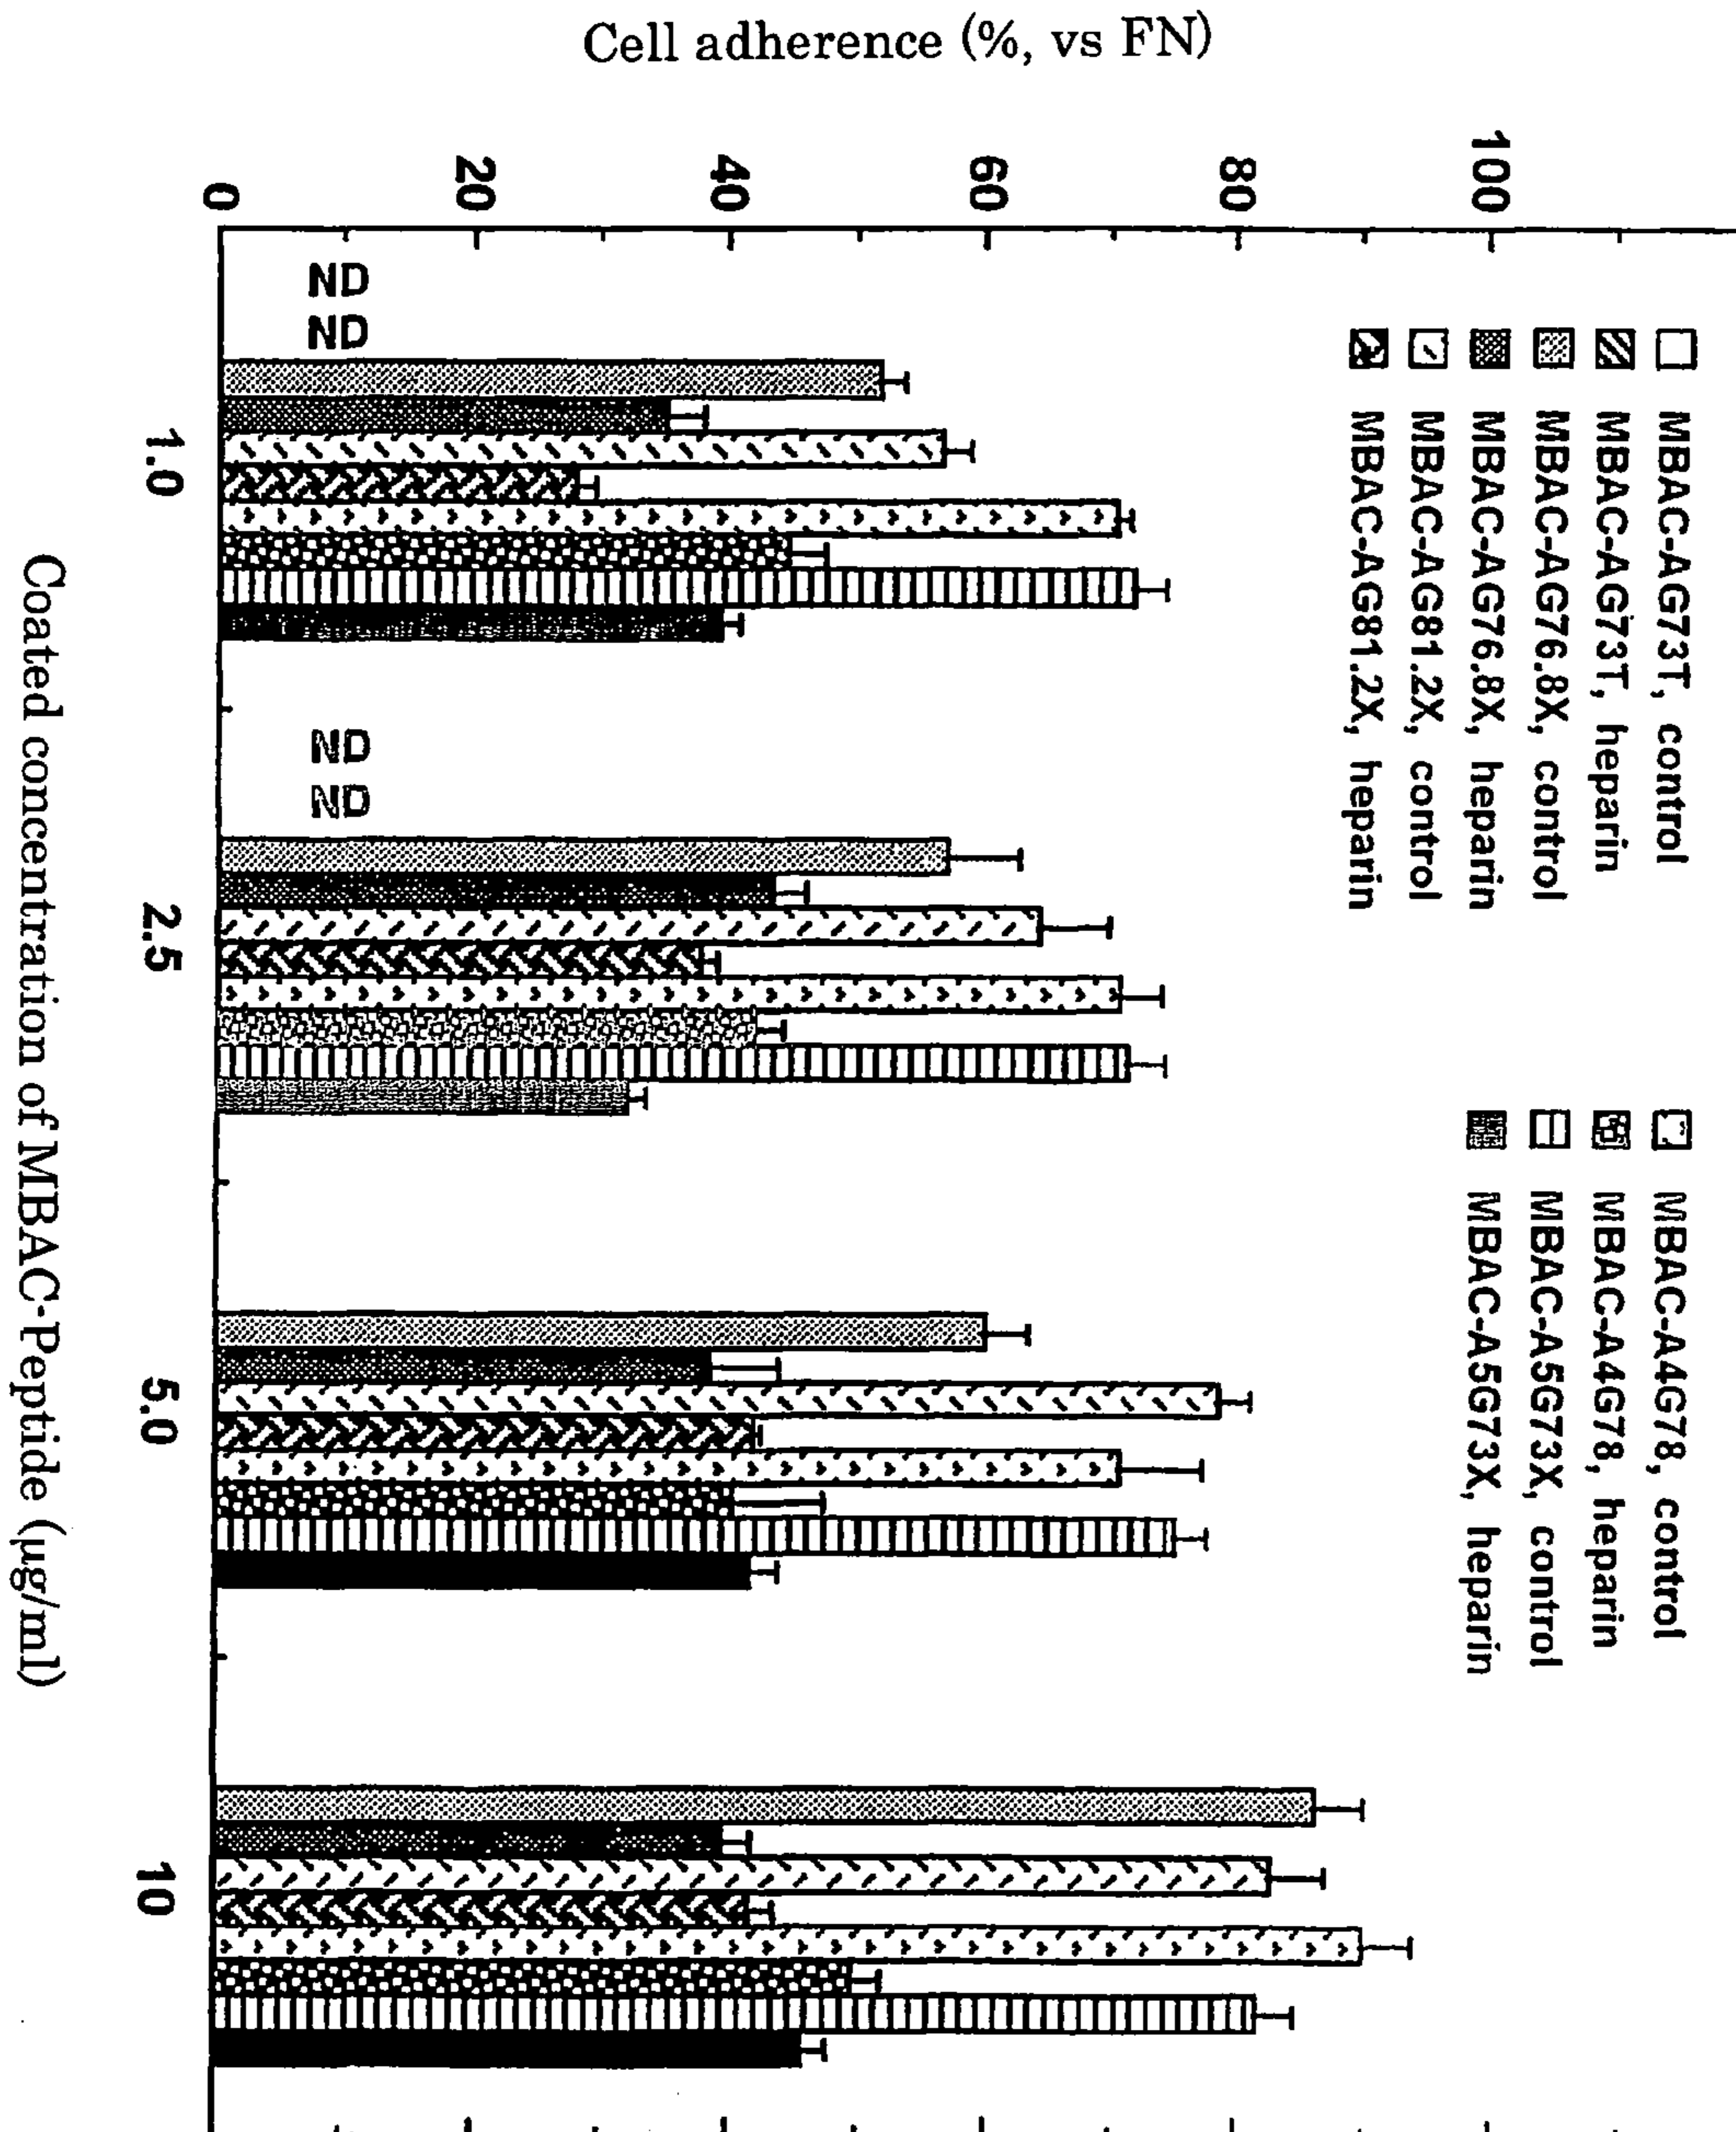 Cell adherence (%, vs FN)
100
80
60
40
20
0
MBAC-AG73T, control
MBAC-AG73T, heparin
MBAC-AG76.8X, control
MBAC-AG76.8X, heparin
MBAC-AG81.2X, control
MBAC-AG81.2X, heparin
MBAC-A4G78, control
MBAC-A4G78, heparin
MBAC-A5G73X, control
MBAC-A5G73X, heparin
ND
ND
ND
ND
1.0
2.5
5.0
10
Coated concentration of MBAC-Peptide (μg/ml)